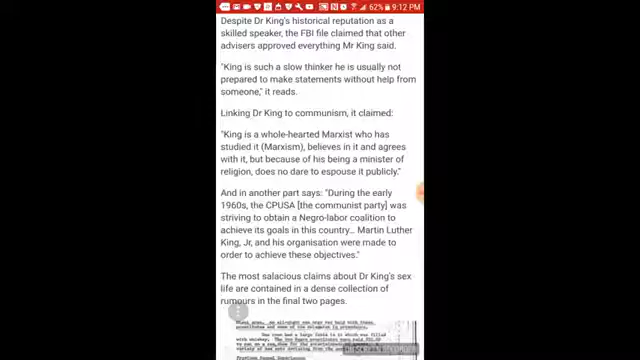 62% 9:12 PM
Despite Dr King's historical reputation as a
skilled speaker, the FBI file claimed that other
advisers approved everything Mr King said.
"King is such a slow thinker he is usually not
prepared to make statements without help from
someone," it reads.
Linking Dr King to communism, it claimed:
"King is a whole-hearted Marxist who has
studied it (Marxism), believes in it and agrees
with it, but because of his being a minister of
religion, does no dare to espouse it publicly."
And in another part says: "During the early
1960s, the CPUSA [the communist party] was
striving to obtain a Negro-labor coalition to
achieve its goals in this country… Martin Luther
King, Jr, and his organisation were made to
order to achieve these objectives."
The most salacious claims about Dr King's sex
life are contained in a dense collection of
rumours in the final two pages.